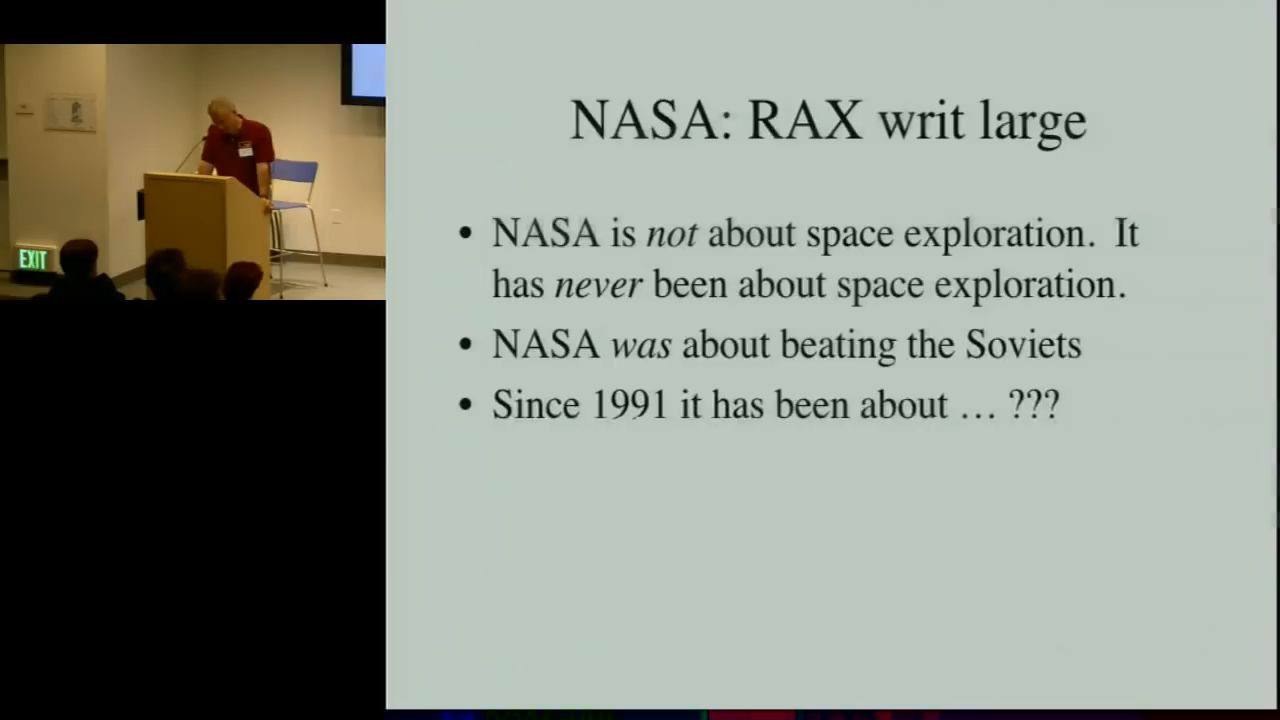 NASA: RAX writ large
• NASA is not about space exploration. It
has never been about space exploration.
• NASA was about beating the Soviets
• Since 1991 it has been about … ???
EXIT